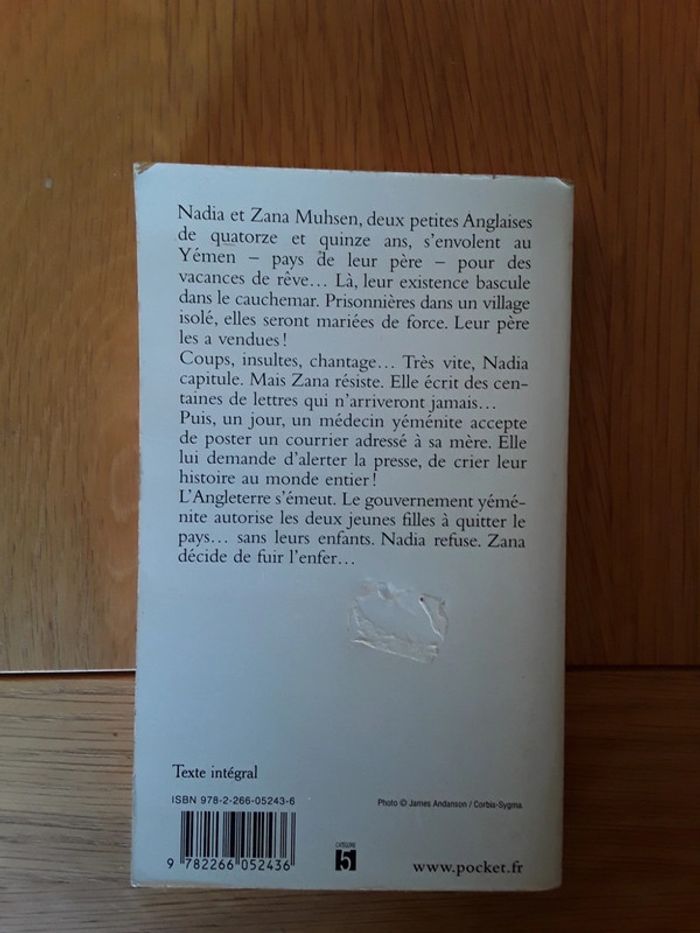 Nadia et Zana Muhsen, deux petites Anglaises
de quatorze et quinze ans, s'envolent au
Yémen – pays de leur père – pour des
vacances de rêve... Là, leur existence bascule
dans le cauchemar. Prisonnières dans un village
isolé, elles seront mariées de force. Leur père
les a vendues !
Coups, insultes, chantage... Très vite, Nadia
capitule. Mais Zana résiste. Elle écrit des cen-
taines de lettres qui n'arriveront jamais...
Puis, un jour, un médecin yéménite accepte
de poster un courrier adressé à sa mère. Elle
lui demande d'alerter la presse, de crier leur
histoire au monde entier !
L'Angleterre s'émeut. Le gouvernement yémé-
nite autorise les deux jeunes filles à quitter le
pays... sans leurs enfants. Nadia refuse. Zana
décide de fuir l'enfer...
Texte intégral
ISBN 978-2-266-05243-6
Photo © James Andanson / Corbis-Sygma
9 782266 052436
CATÉGORIE
5
www.pocket.fr